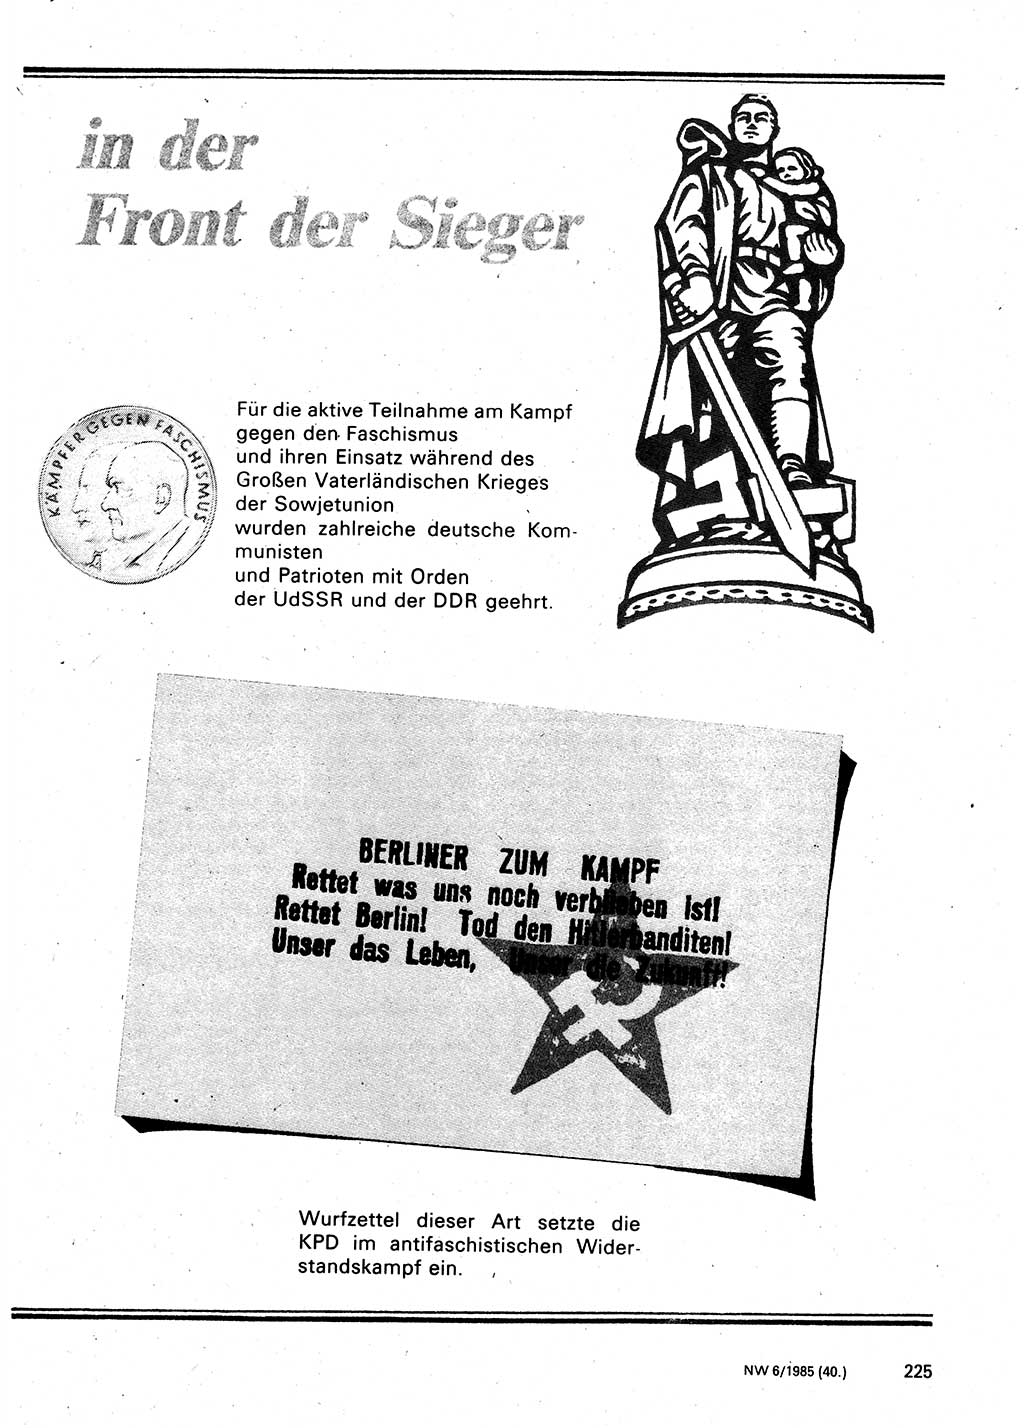 in der
Front der Sieger
KÄMPFER GEGEN FASCHISMUS
Für die aktive Teilnahme am Kampf
gegen den Faschismus
und ihren Einsatz während des
Großen Vaterländischen Krieges
der Sowjetunion
wurden zahlreiche deutsche Kom-
munisten
und Patrioten mit Orden
der UdSSR und der DDR geehrt.
BERLINER ZUM KAMPF
Rettet was uns noch verblieben ist!
Rettet Berlin! Tod den Hitlerbanditen!
Unser das Leben, Unser die Zukunft!
Wurfzettel dieser Art setzte die
KPD im antifaschistischen Wider-
standskampf ein.
NW 6/1985 (40.) 225